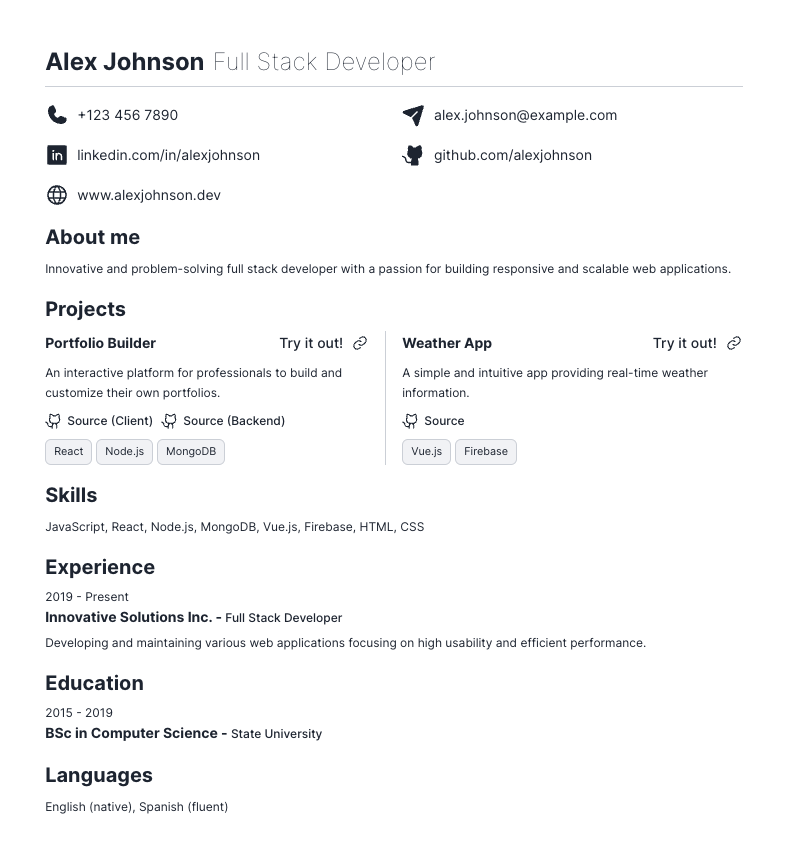 Alex Johnson Full Stack Developer
+123 456 7890
alex.johnson@example.com
linkedin.com/in/alexjohnson
github.com/alexjohnson
www.alexjohnson.dev
About me
Innovative and problem-solving full stack developer with a passion for building responsive and scalable web applications.
Projects
Portfolio Builder Try it out!
An interactive platform for professionals to build and
customize their own portfolios.
Source (Client) Source (Backend)
React Node.js MongoDB
Weather App Try it out!
A simple and intuitive app providing real-time weather
information.
Source
Vue.js Firebase
Skills
JavaScript, React, Node.js, MongoDB, Vue.js, Firebase, HTML, CSS
Experience
2019 - Present
Innovative Solutions Inc. - Full Stack Developer
Developing and maintaining various web applications focusing on high usability and efficient performance.
Education
2015 - 2019
BSc in Computer Science - State University
Languages
English (native), Spanish (fluent)